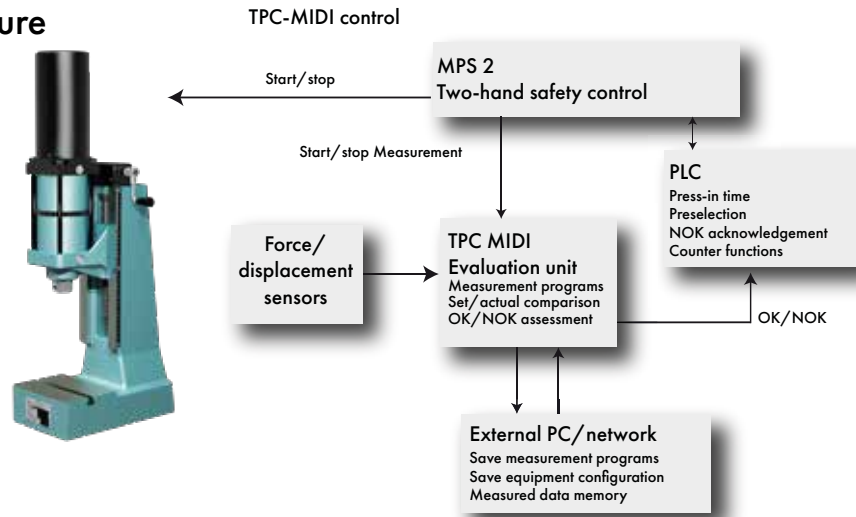 ure
TPC-MIDI control
MPS 2
Two-hand safety control
Start/stop
Start/stop Measurement
PLC
Press-in time
Preselection
NOK acknowledgement
Counter functions
Force/
displacement
sensors
TPC MIDI
Evaluation unit
Measurement programs
Set/actual comparison
OK/NOK assessment
OK/NOK
External PC/network
Save measurement programs
Save equipment configuration
Measured data memory